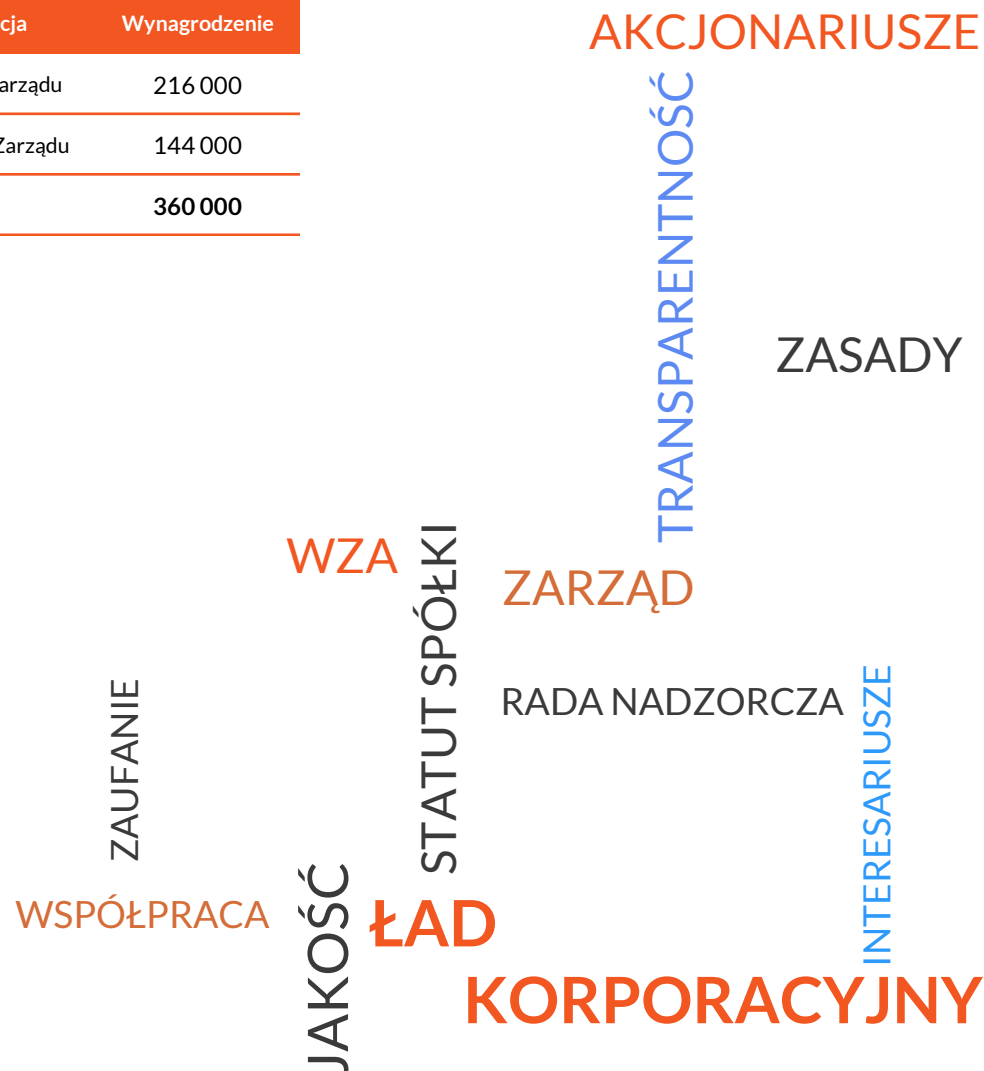 cja Wynagrodzenie
arządu 216 000
Zarządu 144 000
360 000
AKCJONARIUSZE
TRANSPARENTNOŚĆ
ZASADY
WZA
STATUT SPÓŁKI
ZARZĄD
RADA NADZORCZA
INTERESARIUSZE
ZAUFANIE
WSPÓŁPRACA
JAKOŚĆ
ŁAD
KORPORACYJNY